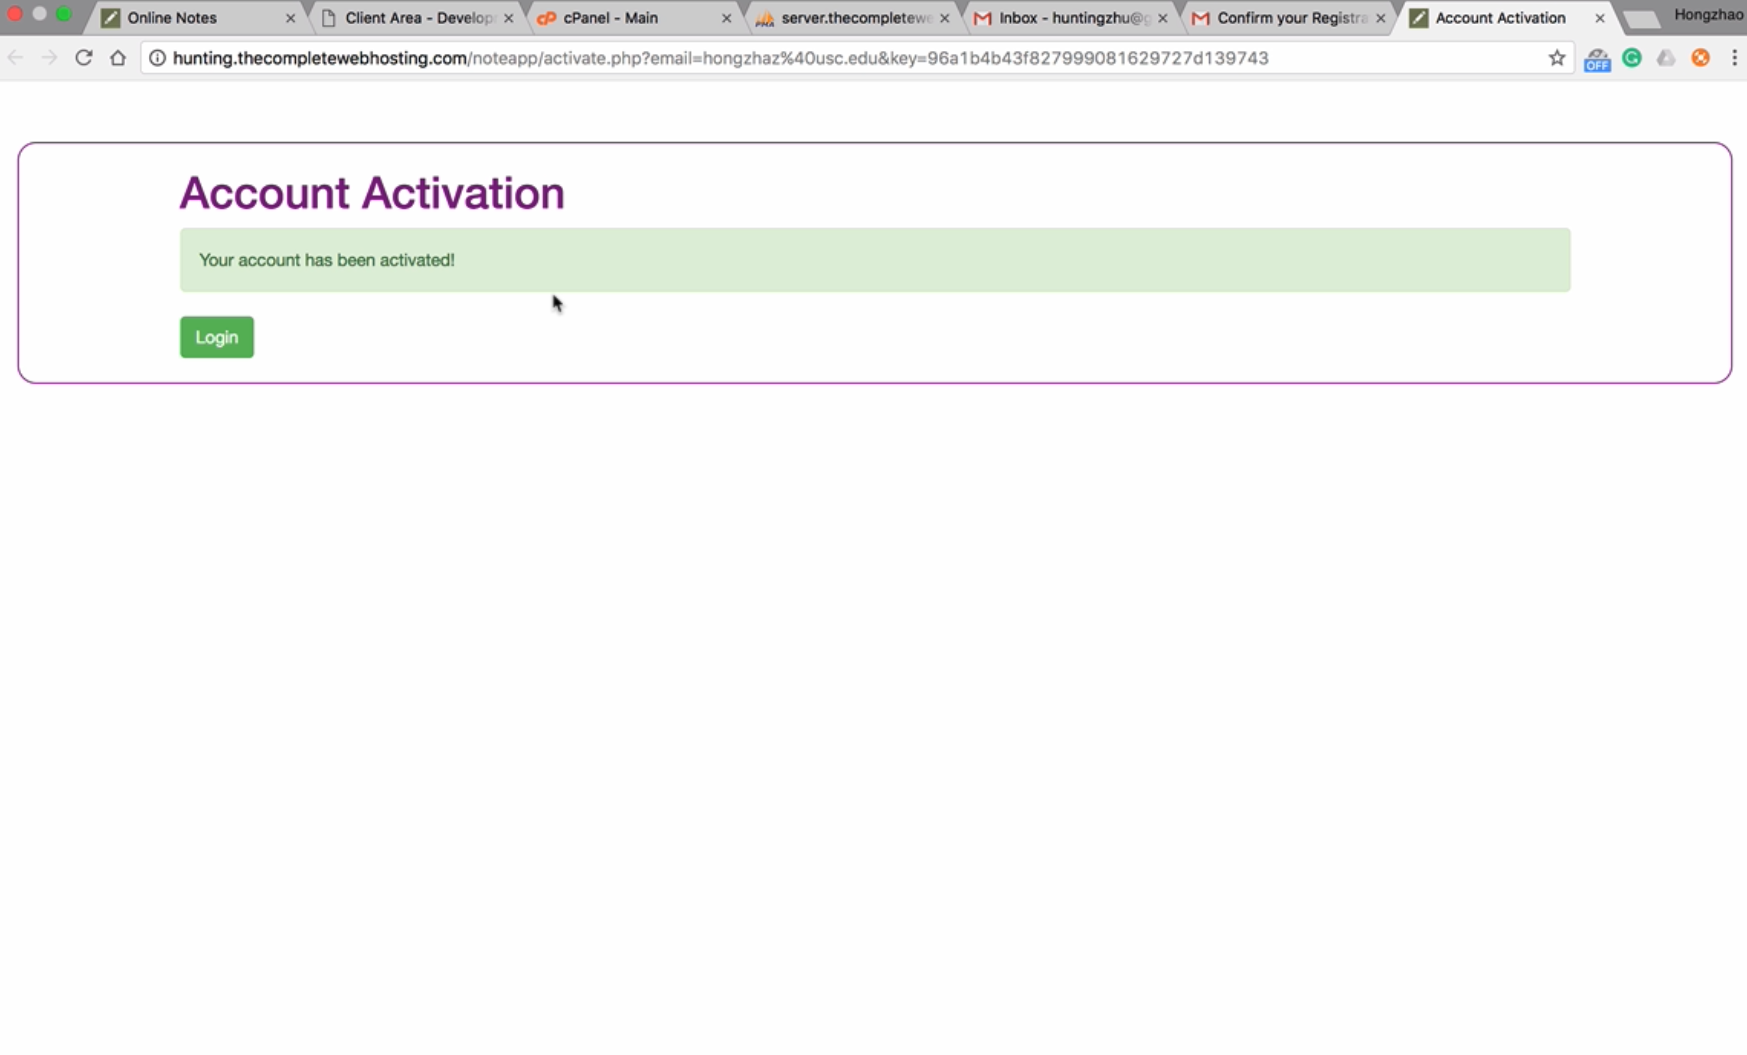 Online Notes
Client Area - Develop
cPanel - Main
server.thecompletewe
Inbox - huntingzhu@g
Confirm your Registra
Account Activation
Hongzhao
hunting.thecompletewebhosting.com/noteapp/activate.php?email=hongzhaz%40usc.edu&key=96a1b4b43f827999081629727d139743
OFF
Account Activation
Your account has been activated!
Login